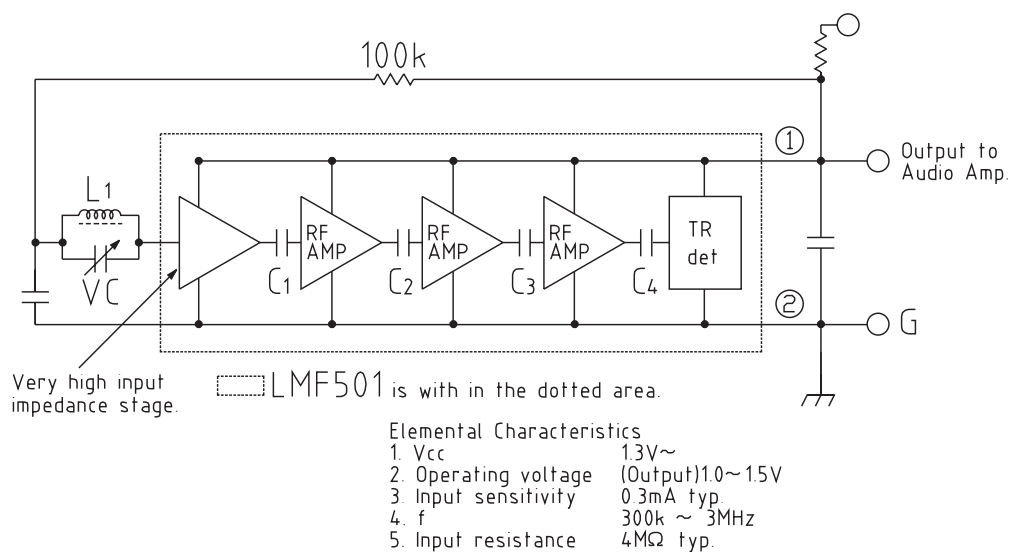 100k
①
Output to
Audio Amp.
L1
VC
C1
RF
AMP
C2
RF
AMP
C3
RF
AMP
C4
TR
det
②
G
Very high input
impedance stage.
LMF501 is with in the dotted area.
Elemental Characteristics
1. Vcc 1.3V~
2. Operating voltage (Output)1.0~1.5V
3. Input sensitivity 0.3mA typ.
4. f 300k ~ 3MHz
5. Input resistance 4MΩ typ.